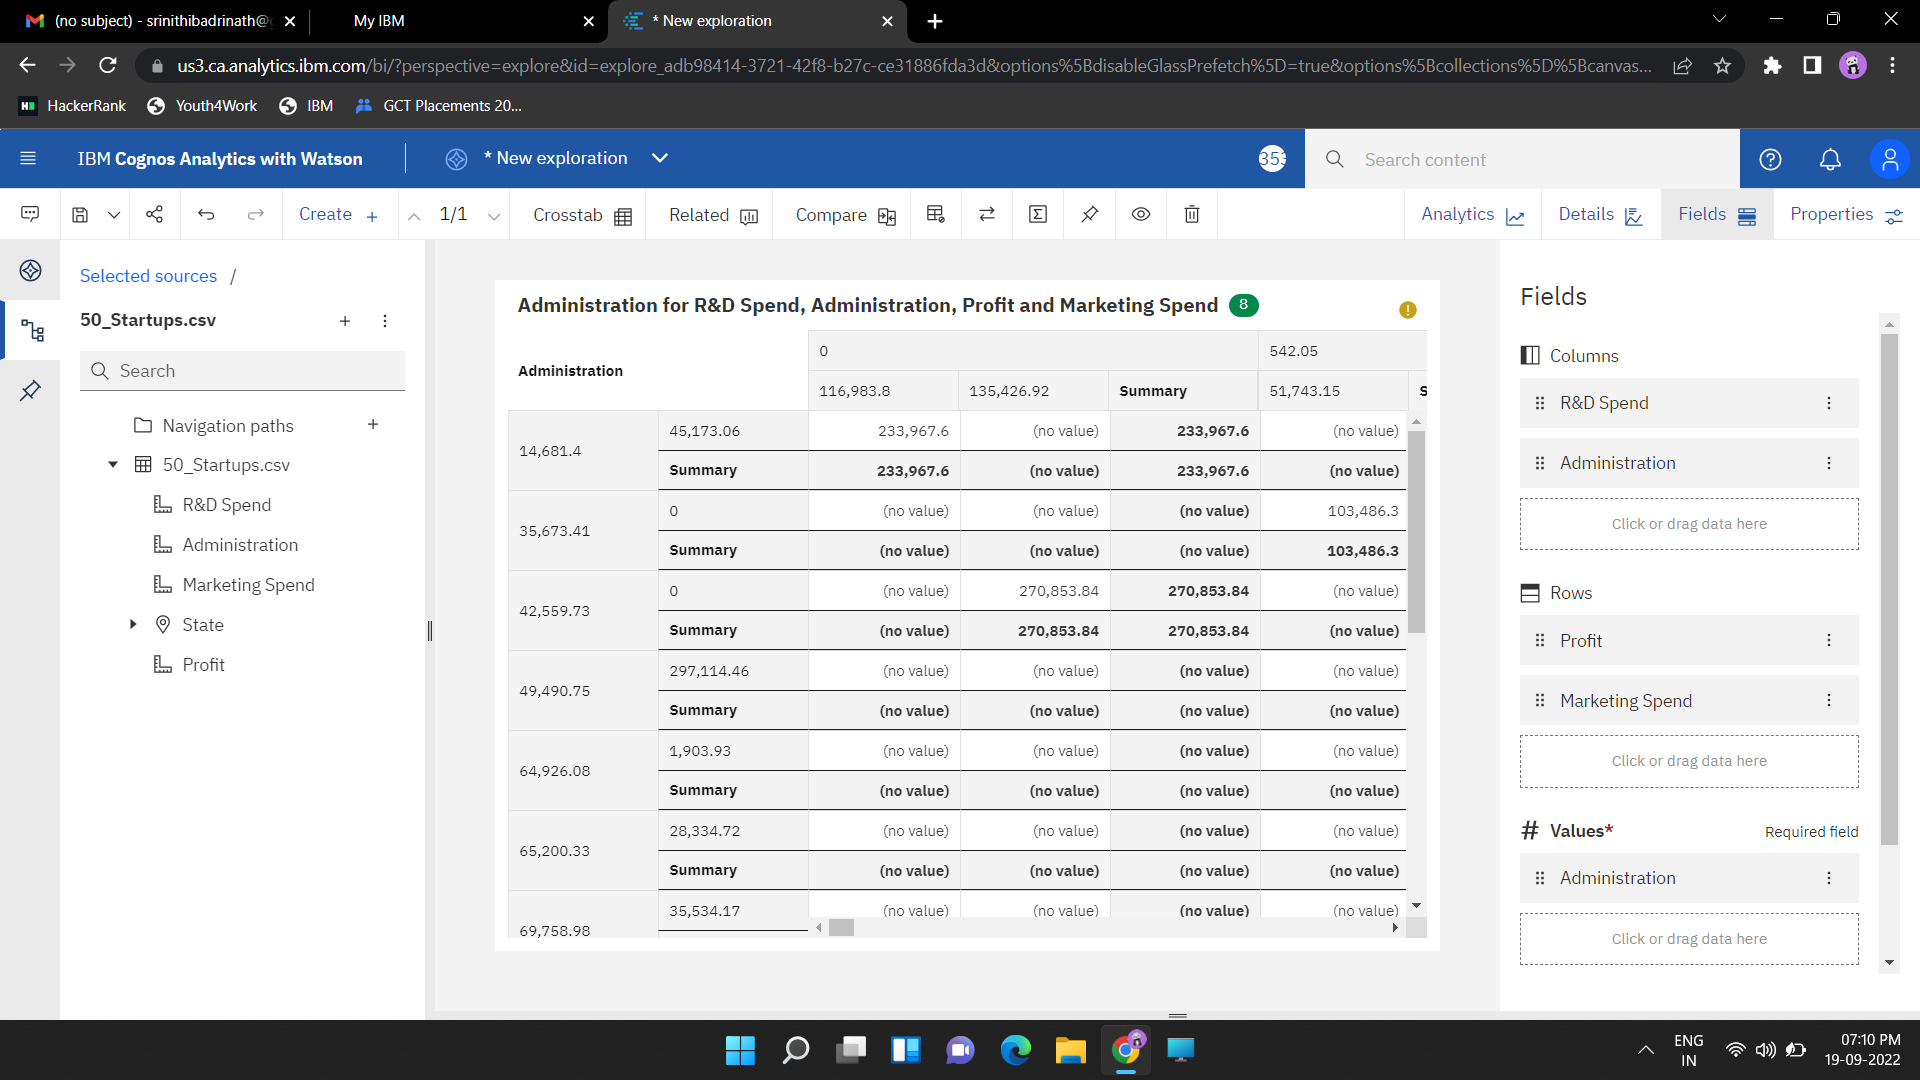 (no subject) - srinithibadrinath@
My IBM
* New exploration
us3.ca.analytics.ibm.com/bi/?perspective=explore&id=explore_adb98414-3721-42f8-b27c-ce31886fda3d&options%5BdisableGlassPrefetch%5D=true&options%5Bcollections%5D%5Bcanvas...
HackerRank Youth4Work IBM GCT Placements 20...
IBM Cognos Analytics with Watson
* New exploration
353
Search content
Create + 1/1 Crosstab Related Compare Analytics Details Fields Properties
Selected sources /
50_Startups.csv
Search
Navigation paths
50_Startups.csv
R&D Spend
Administration
Marketing Spend
State
Profit
Administration for R&D Spend, Administration, Profit and Marketing Spend 8
Administration
0 542.05
116,983.8 135,426.92 Summary 51,743.15 S
14,681.4 45,173.06 233,967.6 (no value) 233,967.6 (no value)
Summary 233,967.6 (no value) 233,967.6 (no value)
35,673.41 0 (no value) (no value) (no value) 103,486.3
Summary (no value) (no value) (no value) 103,486.3
42,559.73 0 (no value) 270,853.84 270,853.84 (no value)
Summary (no value) 270,853.84 270,853.84 (no value)
49,490.75 297,114.46 (no value) (no value) (no value) (no value)
Summary (no value) (no value) (no value) (no value)
64,926.08 1,903.93 (no value) (no value) (no value) (no value)
Summary (no value) (no value) (no value) (no value)
65,200.33 28,334.72 (no value) (no value) (no value) (no value)
Summary (no value) (no value) (no value) (no value)
69,758.98 35,534.17 (no value) (no value) (no value) (no value)
Fields
Columns
R&D Spend
Administration
Click or drag data here
Rows
Profit
Marketing Spend
Click or drag data here
# Values* Required field
Administration
Click or drag data here
ENG
IN
07:10 PM
19-09-2022